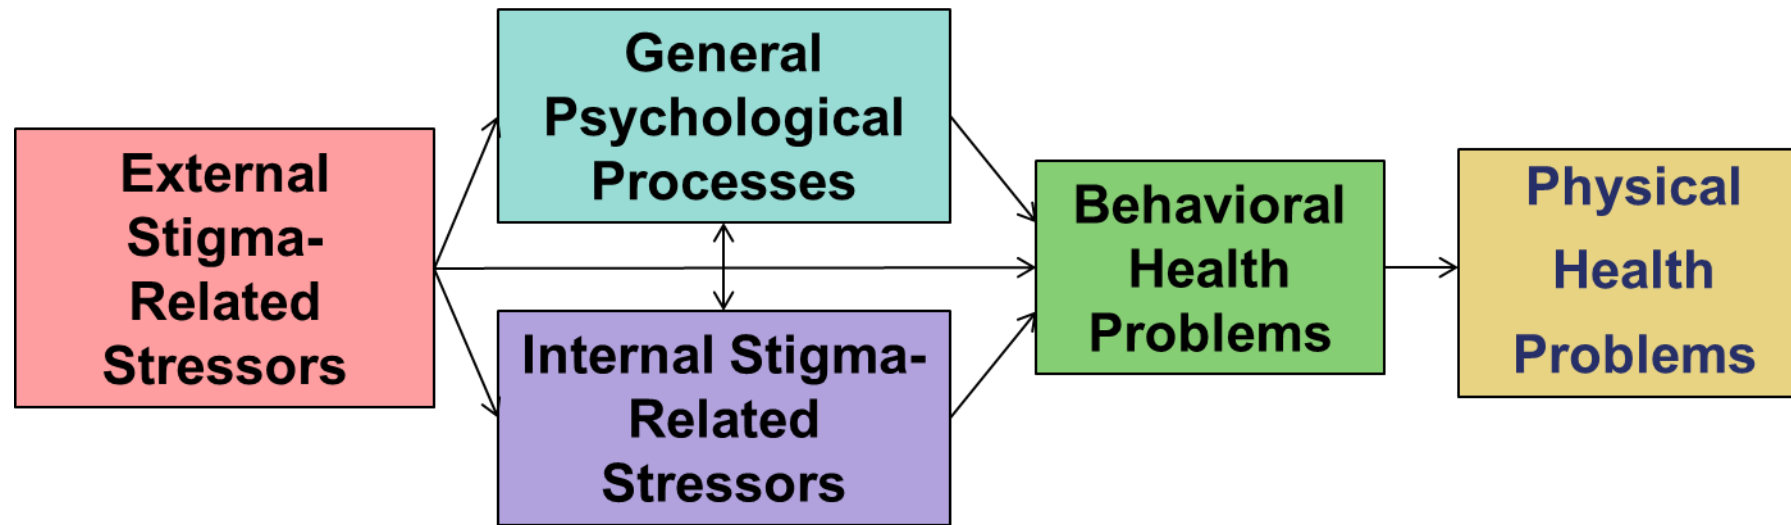 External
Stigma-
Related
Stressors
General
Psychological
Processes
Internal Stigma-
Related
Stressors
Behavioral
Health
Problems
Physical
Health
Problems